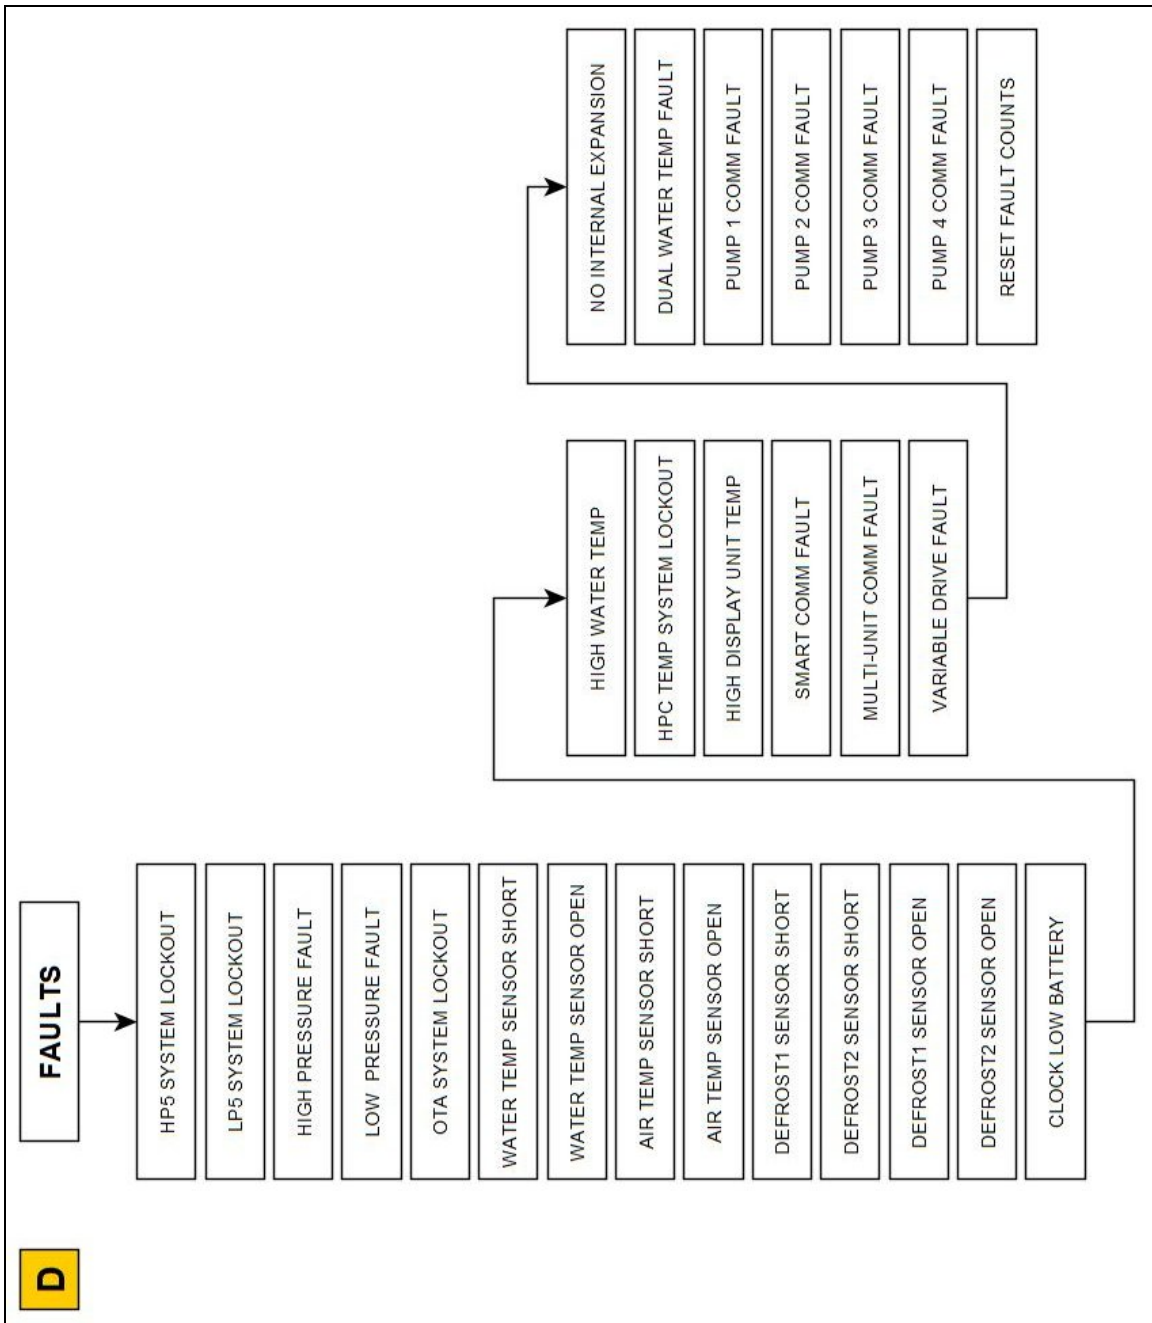 D
FAULTS
HP5 SYSTEM LOCKOUT
LP5 SYSTEM LOCKOUT
HIGH PRESSURE FAULT
LOW PRESSURE FAULT
OTA SYSTEM LOCKOUT
WATER TEMP SENSOR SHORT
WATER TEMP SENSOR OPEN
AIR TEMP SENSOR SHORT
AIR TEMP SENSOR OPEN
DEFROST1 SENSOR SHORT
DEFROST2 SENSOR SHORT
DEFROST1 SENSOR OPEN
DEFROST2 SENSOR OPEN
CLOCK LOW BATTERY
HIGH WATER TEMP
HPC TEMP SYSTEM LOCKOUT
HIGH DISPLAY UNIT TEMP
SMART COMM FAULT
MULTI-UNIT COMM FAULT
VARIABLE DRIVE FAULT
NO INTERNAL EXPANSION
DUAL WATER TEMP FAULT
PUMP 1 COMM FAULT
PUMP 2 COMM FAULT
PUMP 3 COMM FAULT
PUMP 4 COMM FAULT
RESET FAULT COUNTS